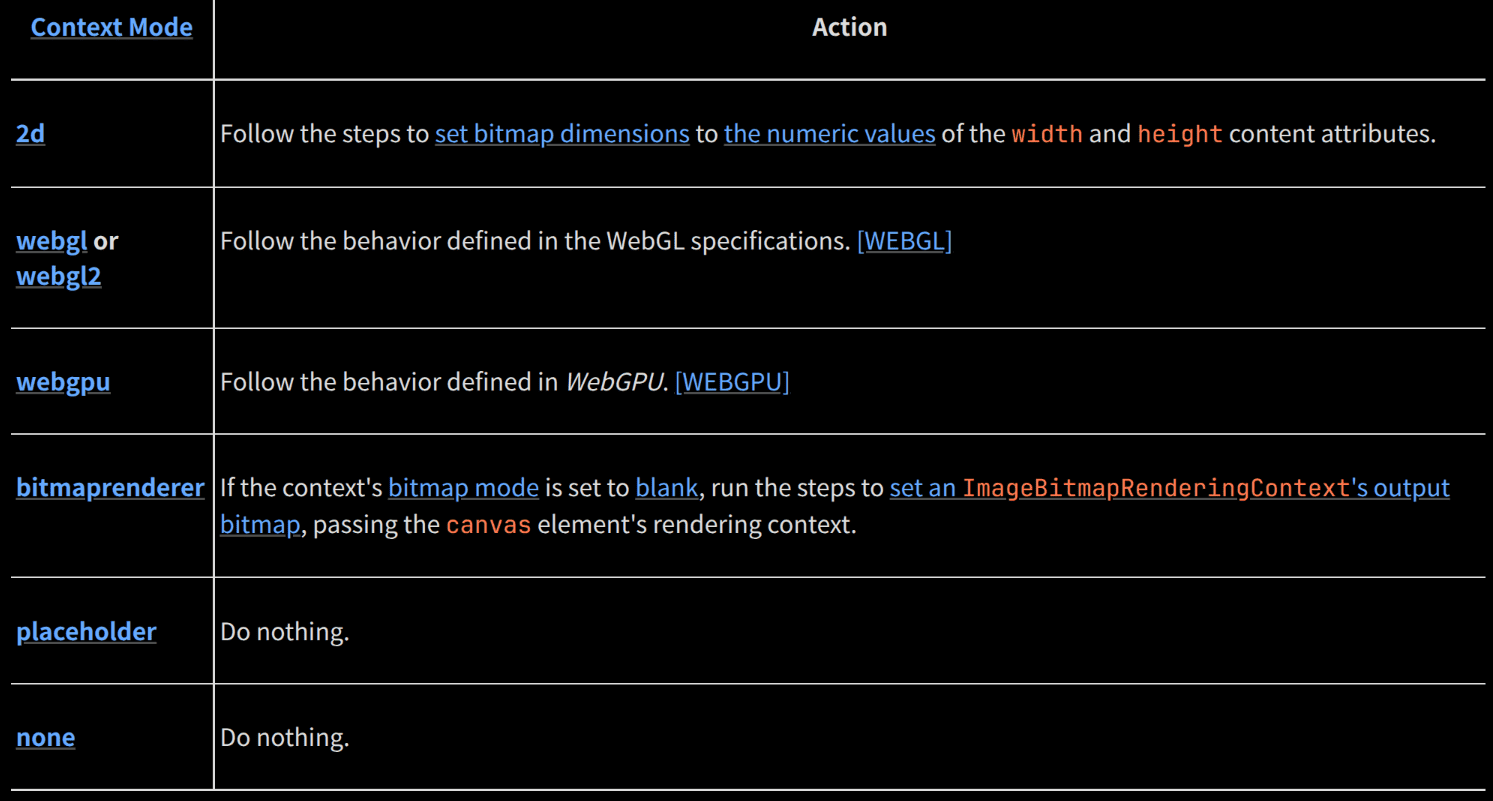 Context Mode
Action
2d
Follow the steps to set bitmap dimensions to the numeric values of the width and height content attributes.
webgl or
webgl2
Follow the behavior defined in the WebGL specifications. [WEBGL]
webgpu
Follow the behavior defined in WebGPU. [WEBGPU]
bitmaprenderer
If the context's bitmap mode is set to blank, run the steps to set an ImageBitmapRenderingContext's output
bitmap, passing the canvas element's rendering context.
placeholder
Do nothing.
none
Do nothing.